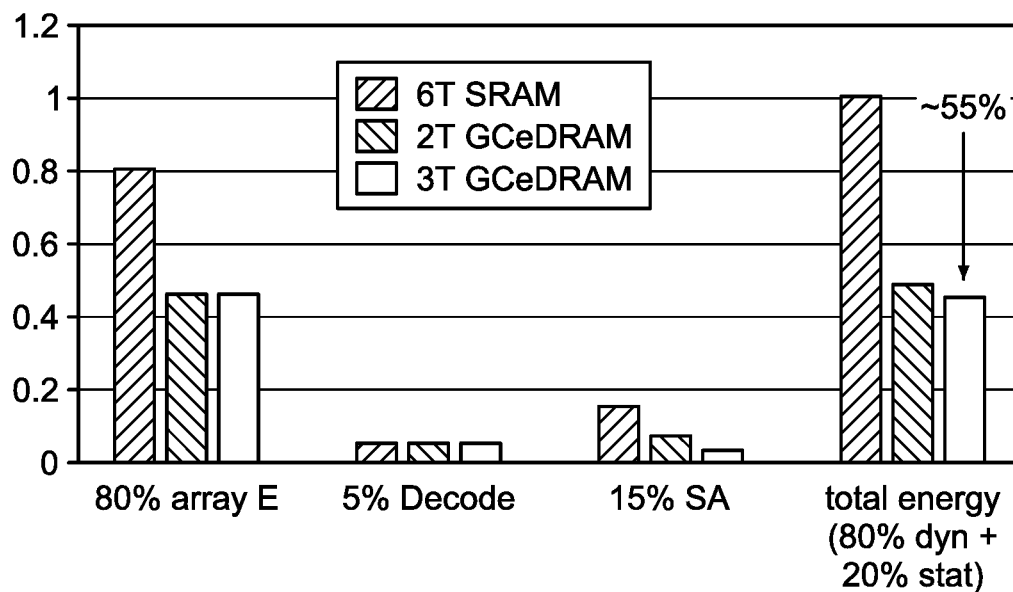 1.2
1
0.8
0.6
0.4
0.2
0
6T SRAM
2T GCeDRAM
3T GCeDRAM
~55%
80% array E
5% Decode
15% SA
total energy
(80% dyn +
20% stat)